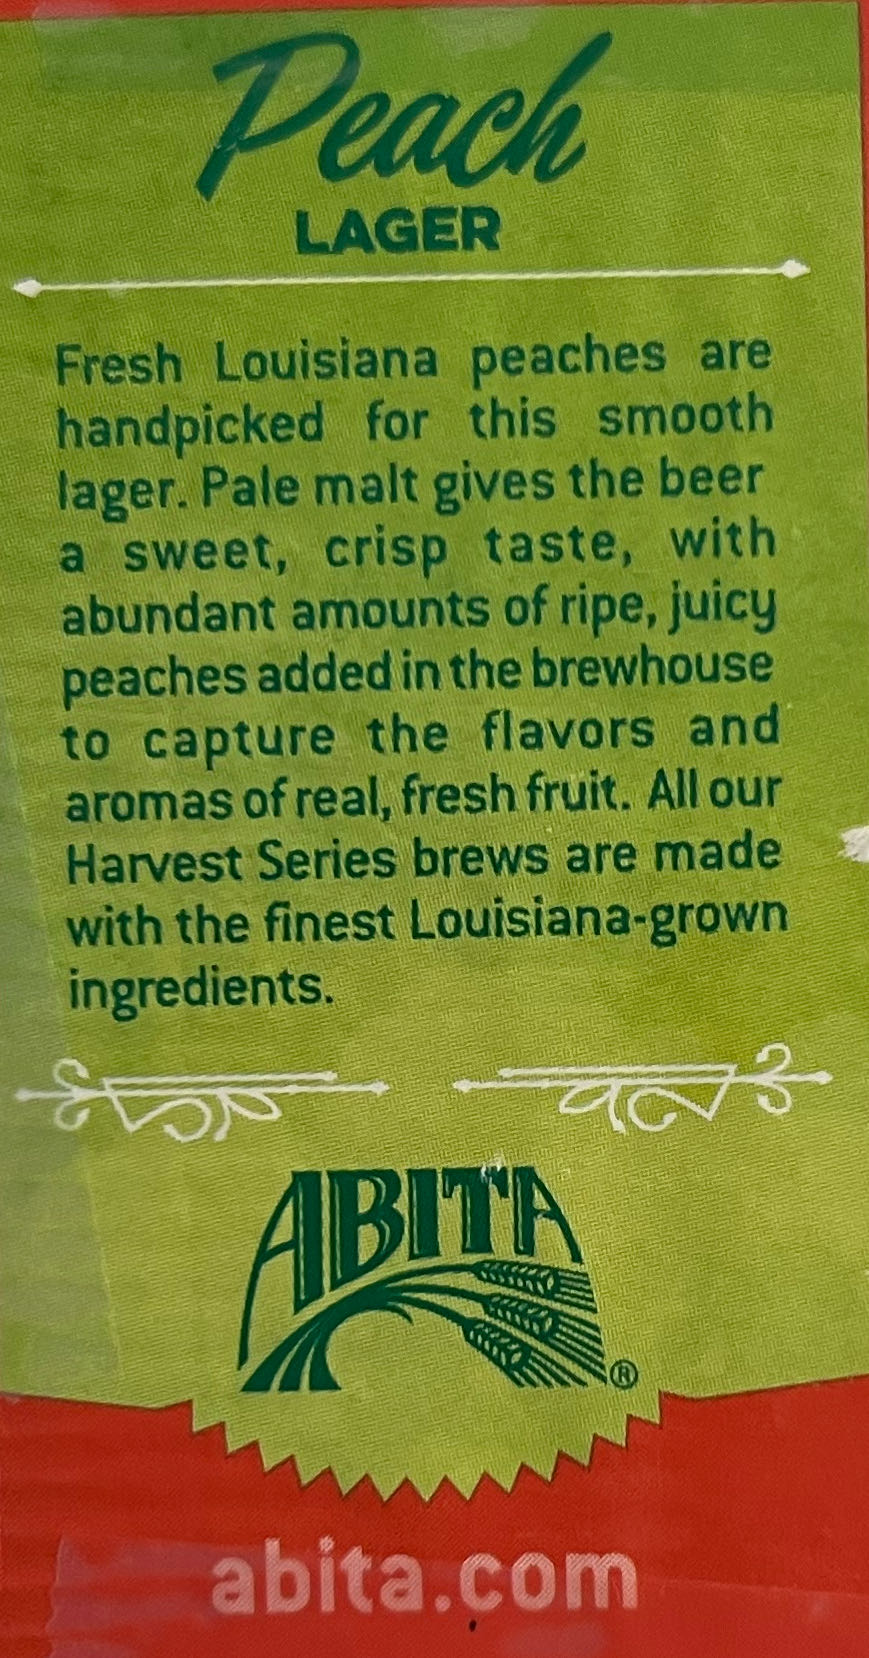 Peach
LAGER
Fresh Louisiana peaches are
handpicked for this smooth
lager. Pale malt gives the beer
a sweet, crisp taste, with
abundant amounts of ripe, juicy
peaches added in the brewhouse
to capture the flavors and
aromas of real, fresh fruit. All our
Harvest Series brews are made
with the finest Louisiana-grown
ingredients.
ABITA
®
abita.com